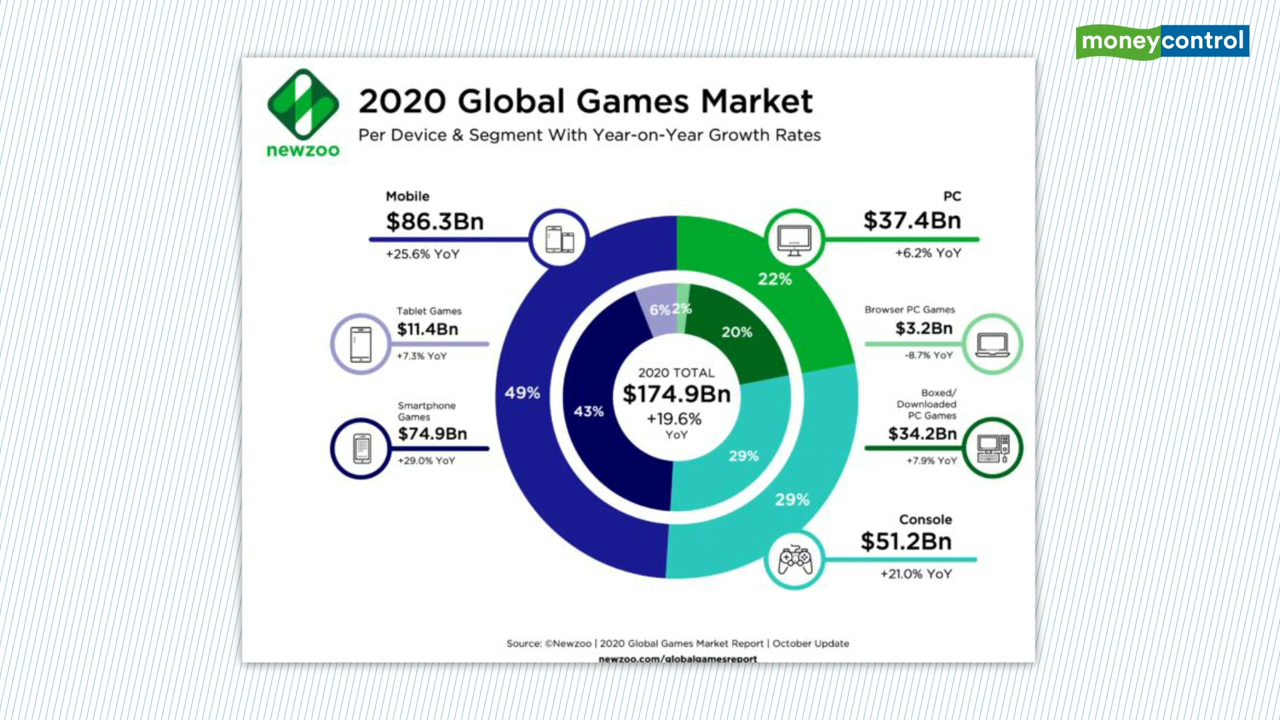 moneycontrol
newzoo
2020 Global Games Market
Per Device & Segment With Year-on-Year Growth Rates
Mobile
$86.3Bn
+25.6% YoY
Tablet Games
$11.4Bn
+7.3% YoY
Smartphone
Games
$74.9Bn
+29.0% YoY
49%
43%
6%
2%
20%
22%
29%
29%
2020 TOTAL
$174.9Bn
+19.6%
YoY
PC
$37.4Bn
+6.2% YoY
Browser PC Games
$3.2Bn
-8.7% YoY
Boxed/
Downloaded
PC Games
$34.2Bn
+7.9% YoY
Console
$51.2Bn
+21.0% YoY
Source: ©Newzoo | 2020 Global Games Market Report | October Update
newzoo.com/globalgamesreport